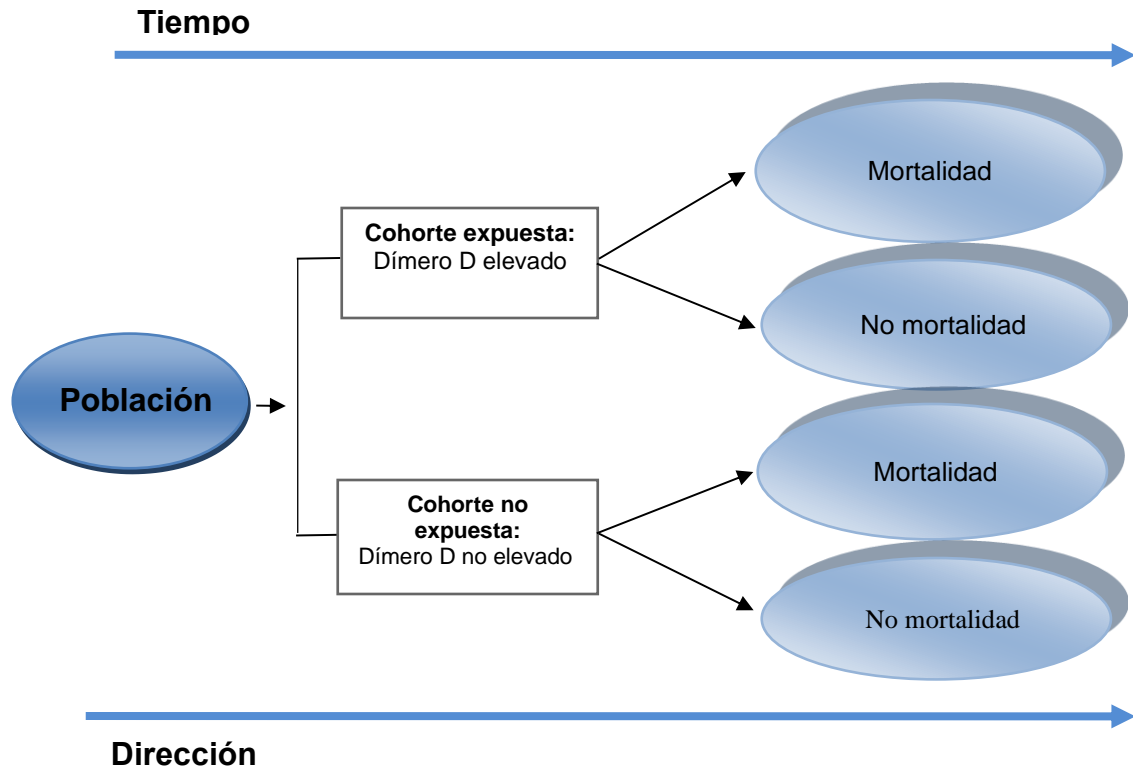 Tiempo
Mortalidad
Cohorte expuesta:
Dímero D elevado
No mortalidad
Población
Mortalidad
Cohorte no
expuesta:
Dímero D no elevado
No mortalidad
Dirección